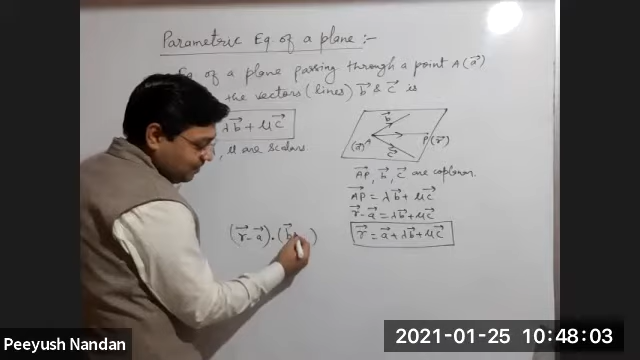 Parametric Eq. of a plane :-
Eq of a plane passing through a point A(a⃗)
the vectors (lines) b⃗ & c⃗ is
λb⃗ + μc⃗
, μ are scalars
b⃗
(a⃗) P(r⃗)
c⃗
AP⃗, b⃗, c⃗ are coplanar.
AP⃗ = λb⃗ + μc⃗
r⃗ - a⃗ = λb⃗ + μc⃗
(r⃗ - a⃗) · (b⃗ )
r⃗ = a⃗ + λb⃗ + μc⃗
Peeyush Nandan
2021-01-25 10:48:03